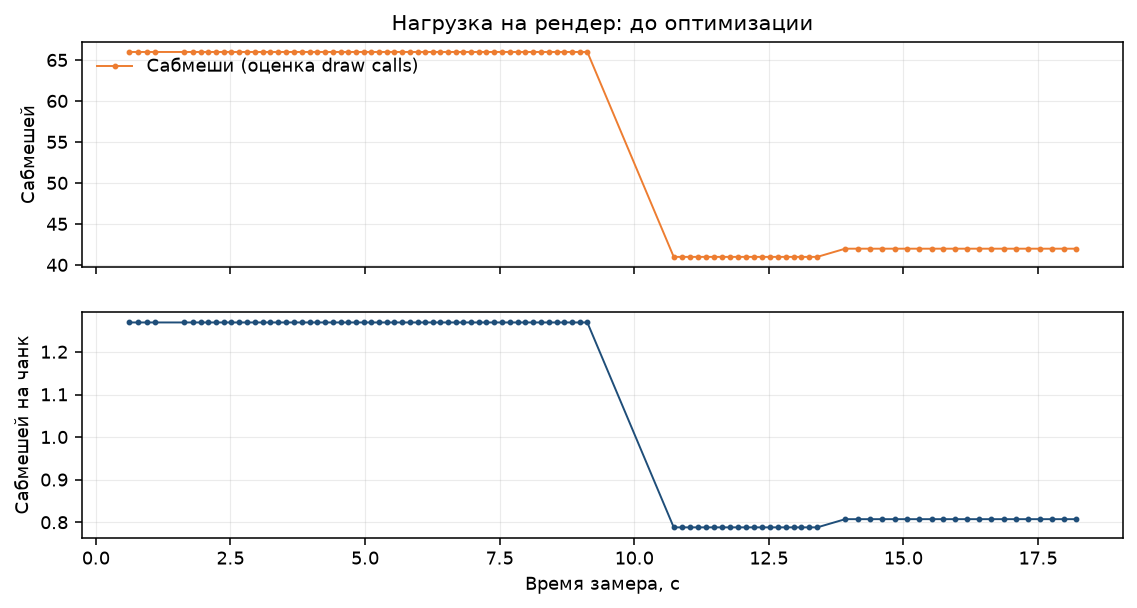 Нагрузка на рендер: до оптимизации
Сабмешей
65
60
55
50
45
40
Сабмеши (оценка draw calls)
Сабмешей на чанк
1.2
1.1
1.0
0.9
0.8
0.0 2.5 5.0 7.5 10.0 12.5 15.0 17.5
Время замера, с